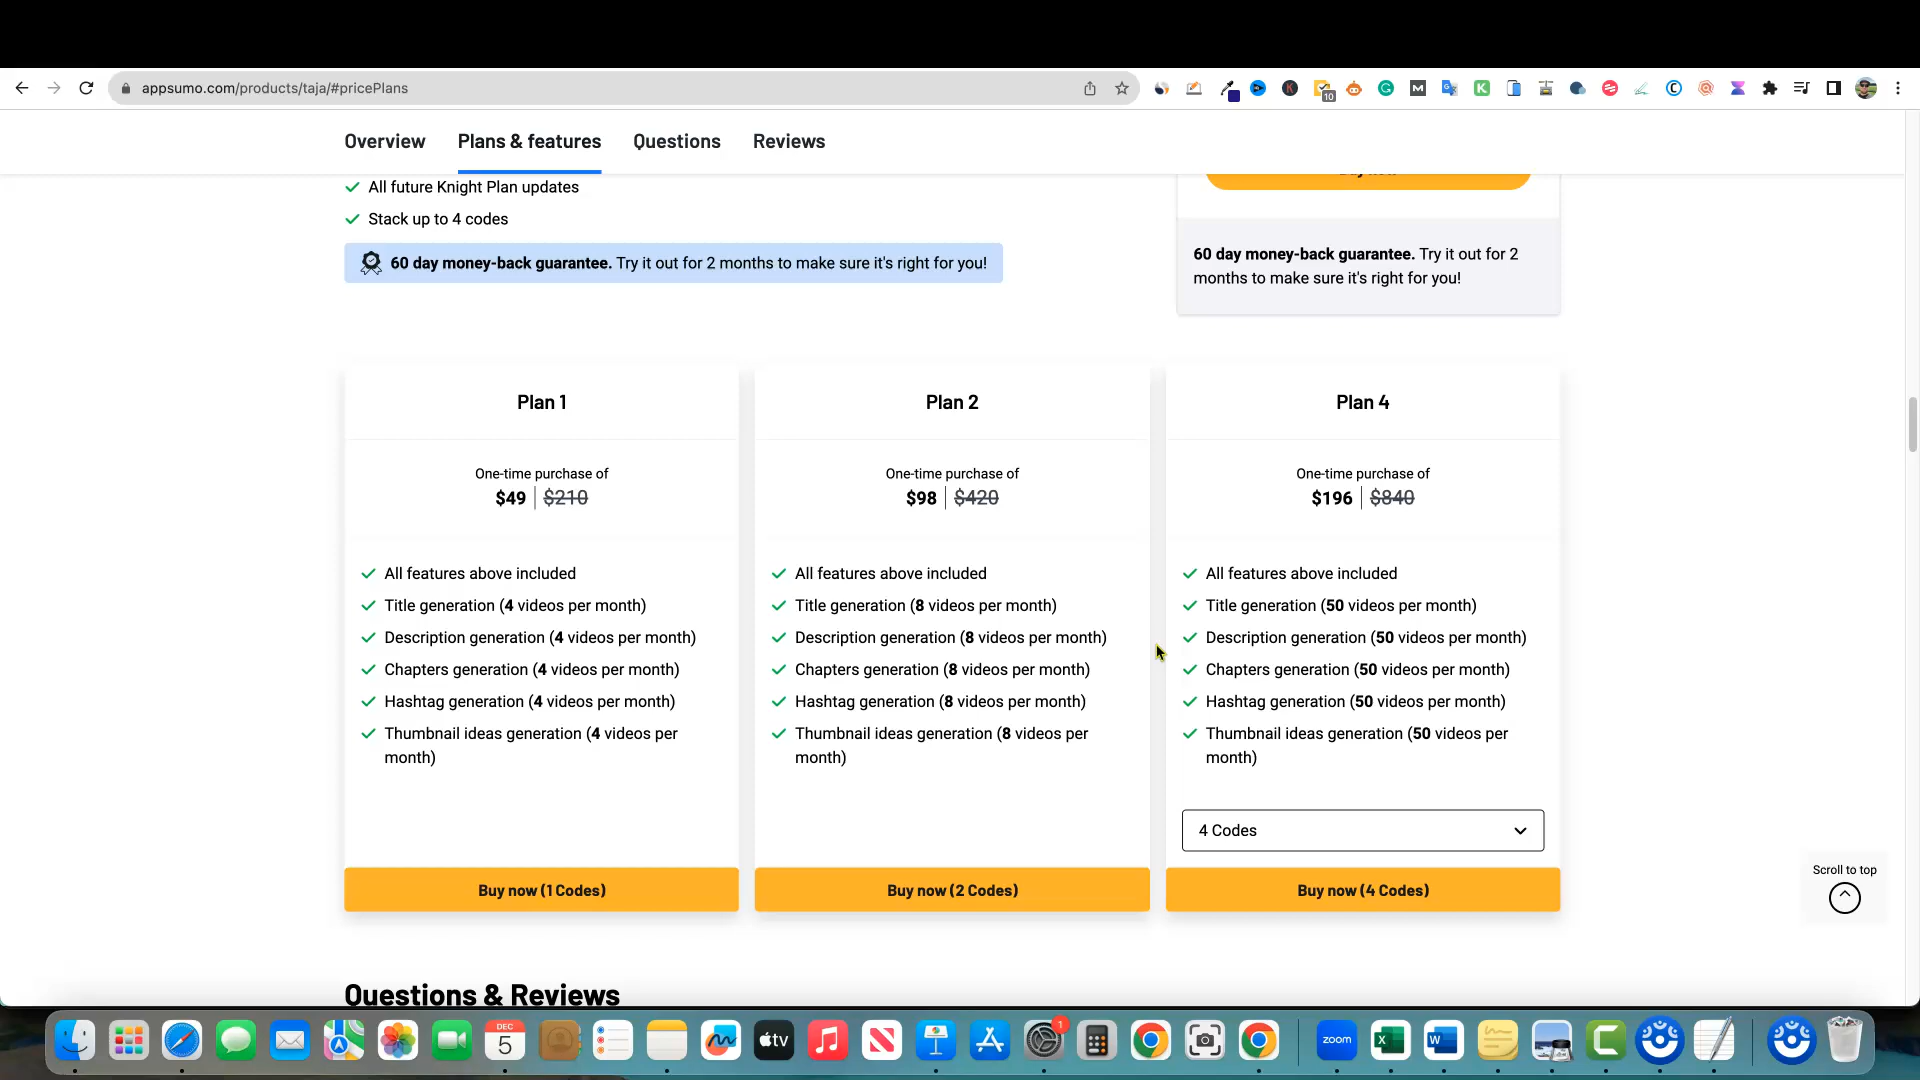 appsumo.com/products/taja/#pricePlans
10
Overview
Plans & features
Questions
Reviews
All future Knight Plan updates
Stack up to 4 codes
60 day money-back guarantee. Try it out for 2 months to make sure it's right for you!
60 day money-back guarantee. Try it out for 2
months to make sure it's right for you!
Plan 1
One-time purchase of
$49 | $210
All features above included
Title generation (4 videos per month)
Description generation (4 videos per month)
Chapters generation (4 videos per month)
Hashtag generation (4 videos per month)
Thumbnail ideas generation (4 videos per
month)
Buy now (1 Codes)
Plan 2
One-time purchase of
$98 | $420
All features above included
Title generation (8 videos per month)
Description generation (8 videos per month)
Chapters generation (8 videos per month)
Hashtag generation (8 videos per month)
Thumbnail ideas generation (8 videos per
month)
Buy now (2 Codes)
Plan 4
One-time purchase of
$196 | $840
All features above included
Title generation (50 videos per month)
Description generation (50 videos per month)
Chapters generation (50 videos per month)
Hashtag generation (50 videos per month)
Thumbnail ideas generation (50 videos per
month)
4 Codes
Buy now (4 Codes)
Scroll to top
Questions & Reviews
DEC
5
tv
1
zoom